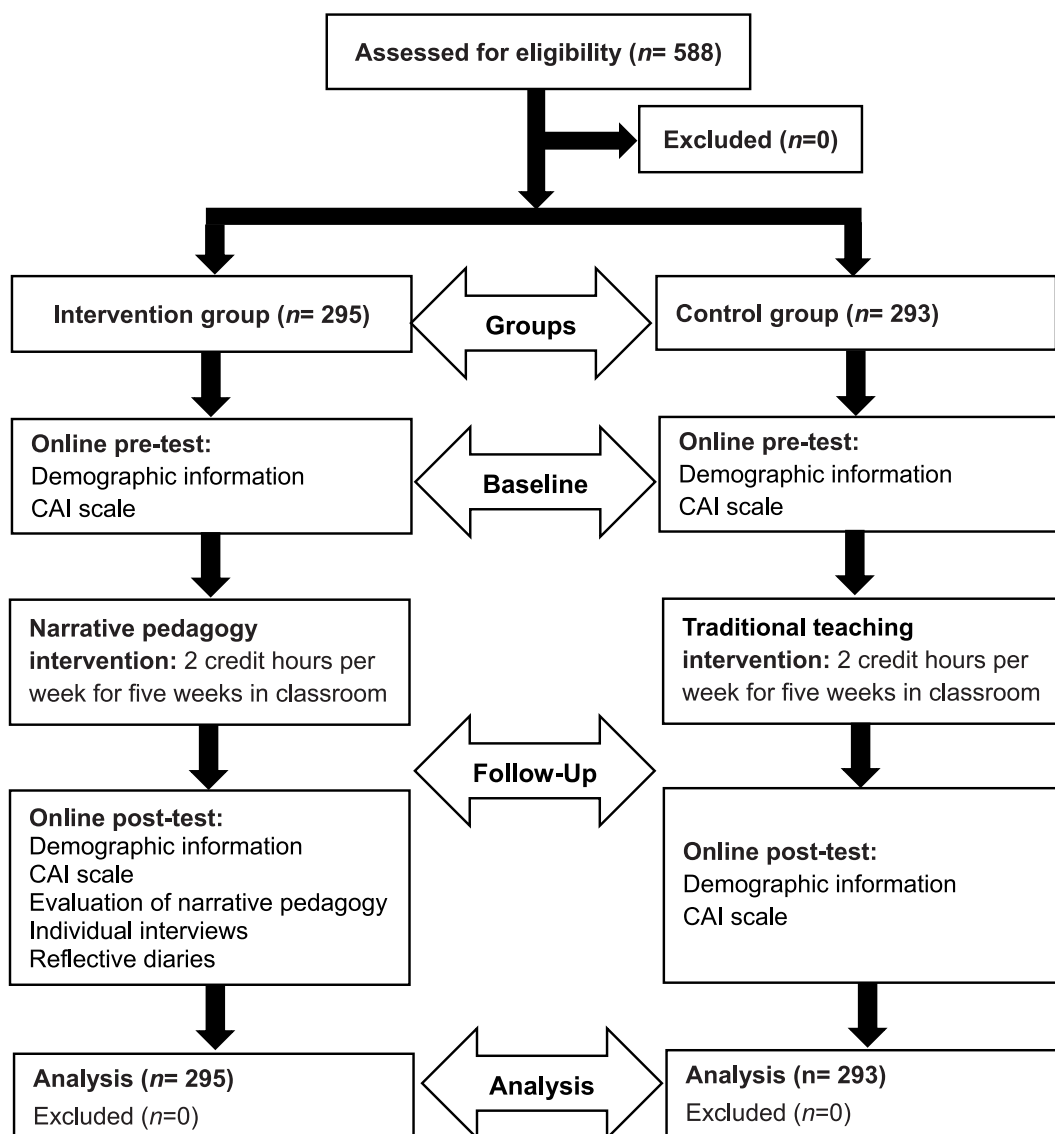 Assessed for eligibility (n= 588)
Excluded (n=0)
Intervention group (n= 295)
Groups
Control group (n= 293)
Online pre-test:
Demographic information
CAI scale
Baseline
Online pre-test:
Demographic information
CAI scale
Narrative pedagogy
intervention: 2 credit hours per
week for five weeks in classroom
Traditional teaching
intervention: 2 credit hours per
week for five weeks in classroom
Follow-Up
Online post-test:
Demographic information
CAI scale
Evaluation of narrative pedagogy
Individual interviews
Reflective diaries
Online post-test:
Demographic information
CAI scale
Analysis (n= 295)
Excluded (n=0)
Analysis
Analysis (n= 293)
Excluded (n=0)